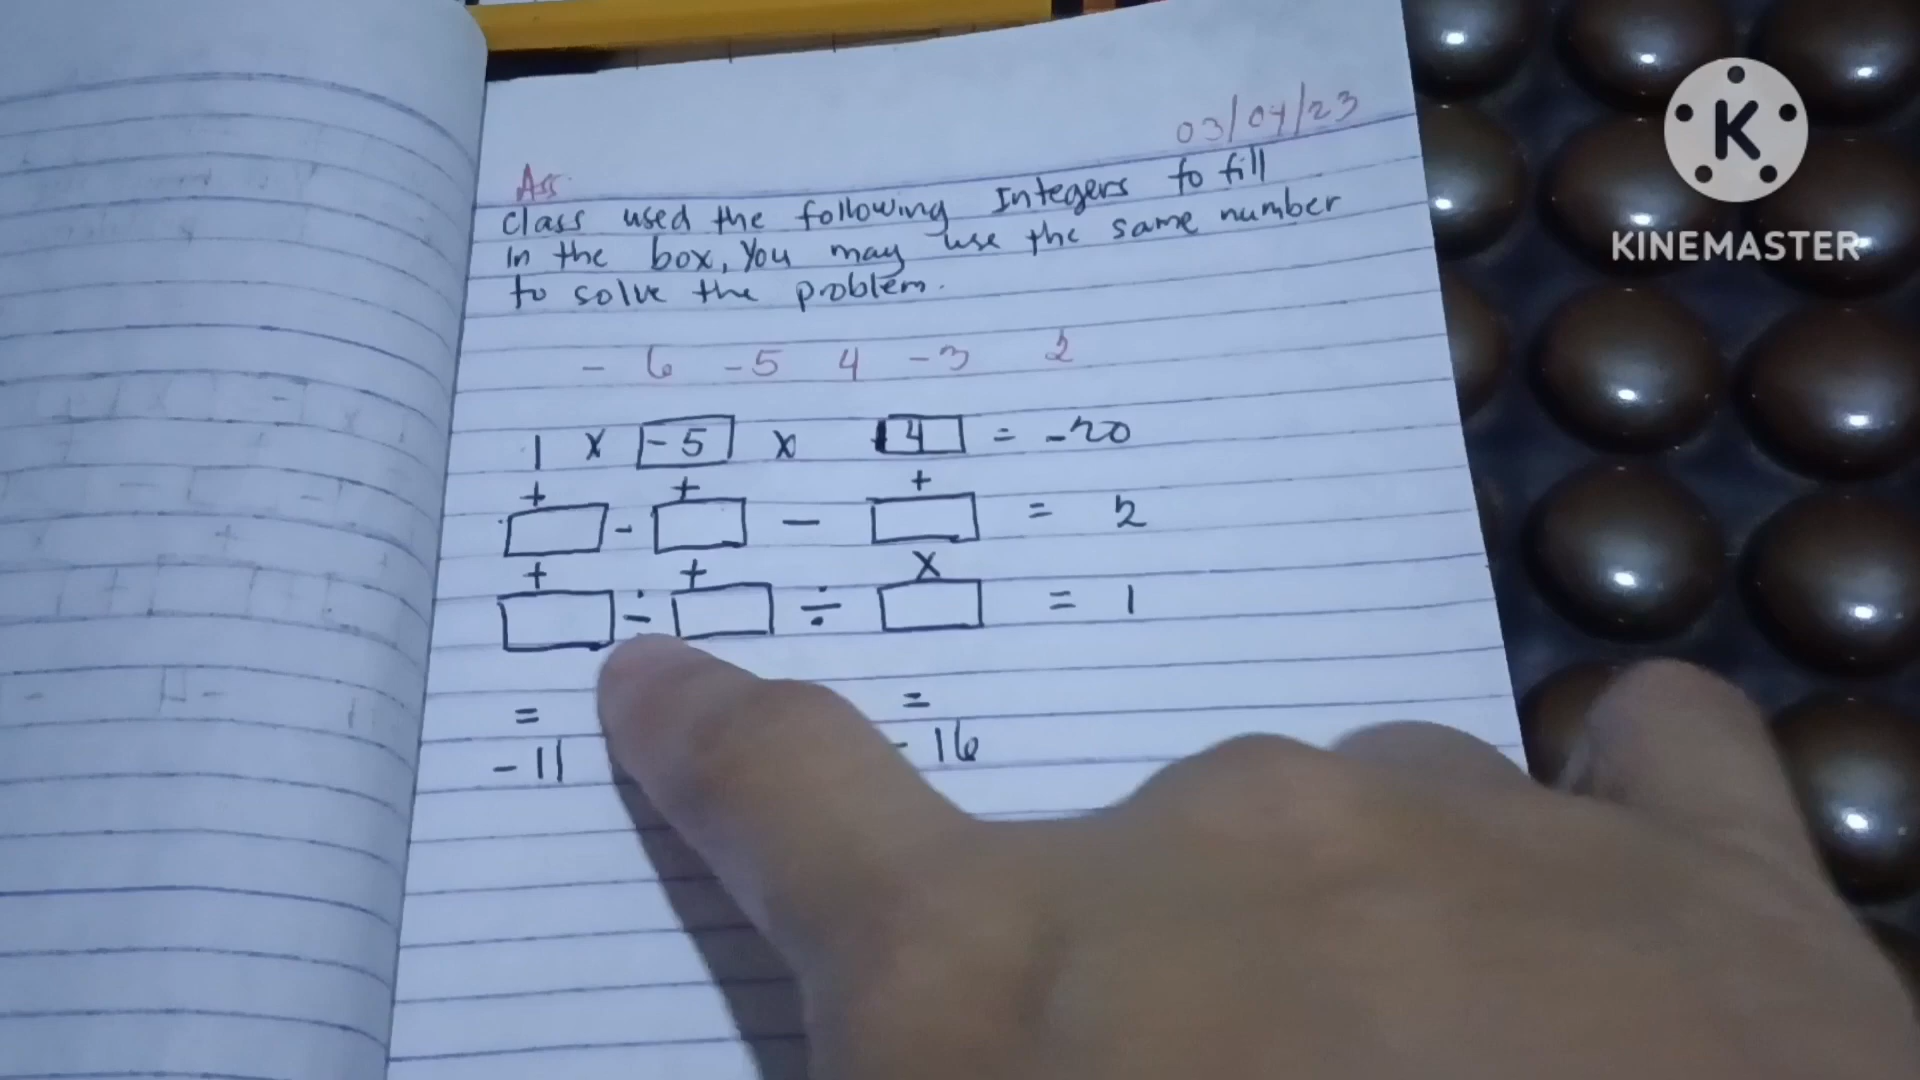 03/04/23
Ass.
Class used the following Integers to fill
in the box, You may use the same number
to solve the problem.
- 6 -5 4 -3 2
1 x -5 x 4 = -20
+ + +
- - = 2
+ + x
÷ ÷ = 1
= =
-11 - 16
K
KINEMASTER